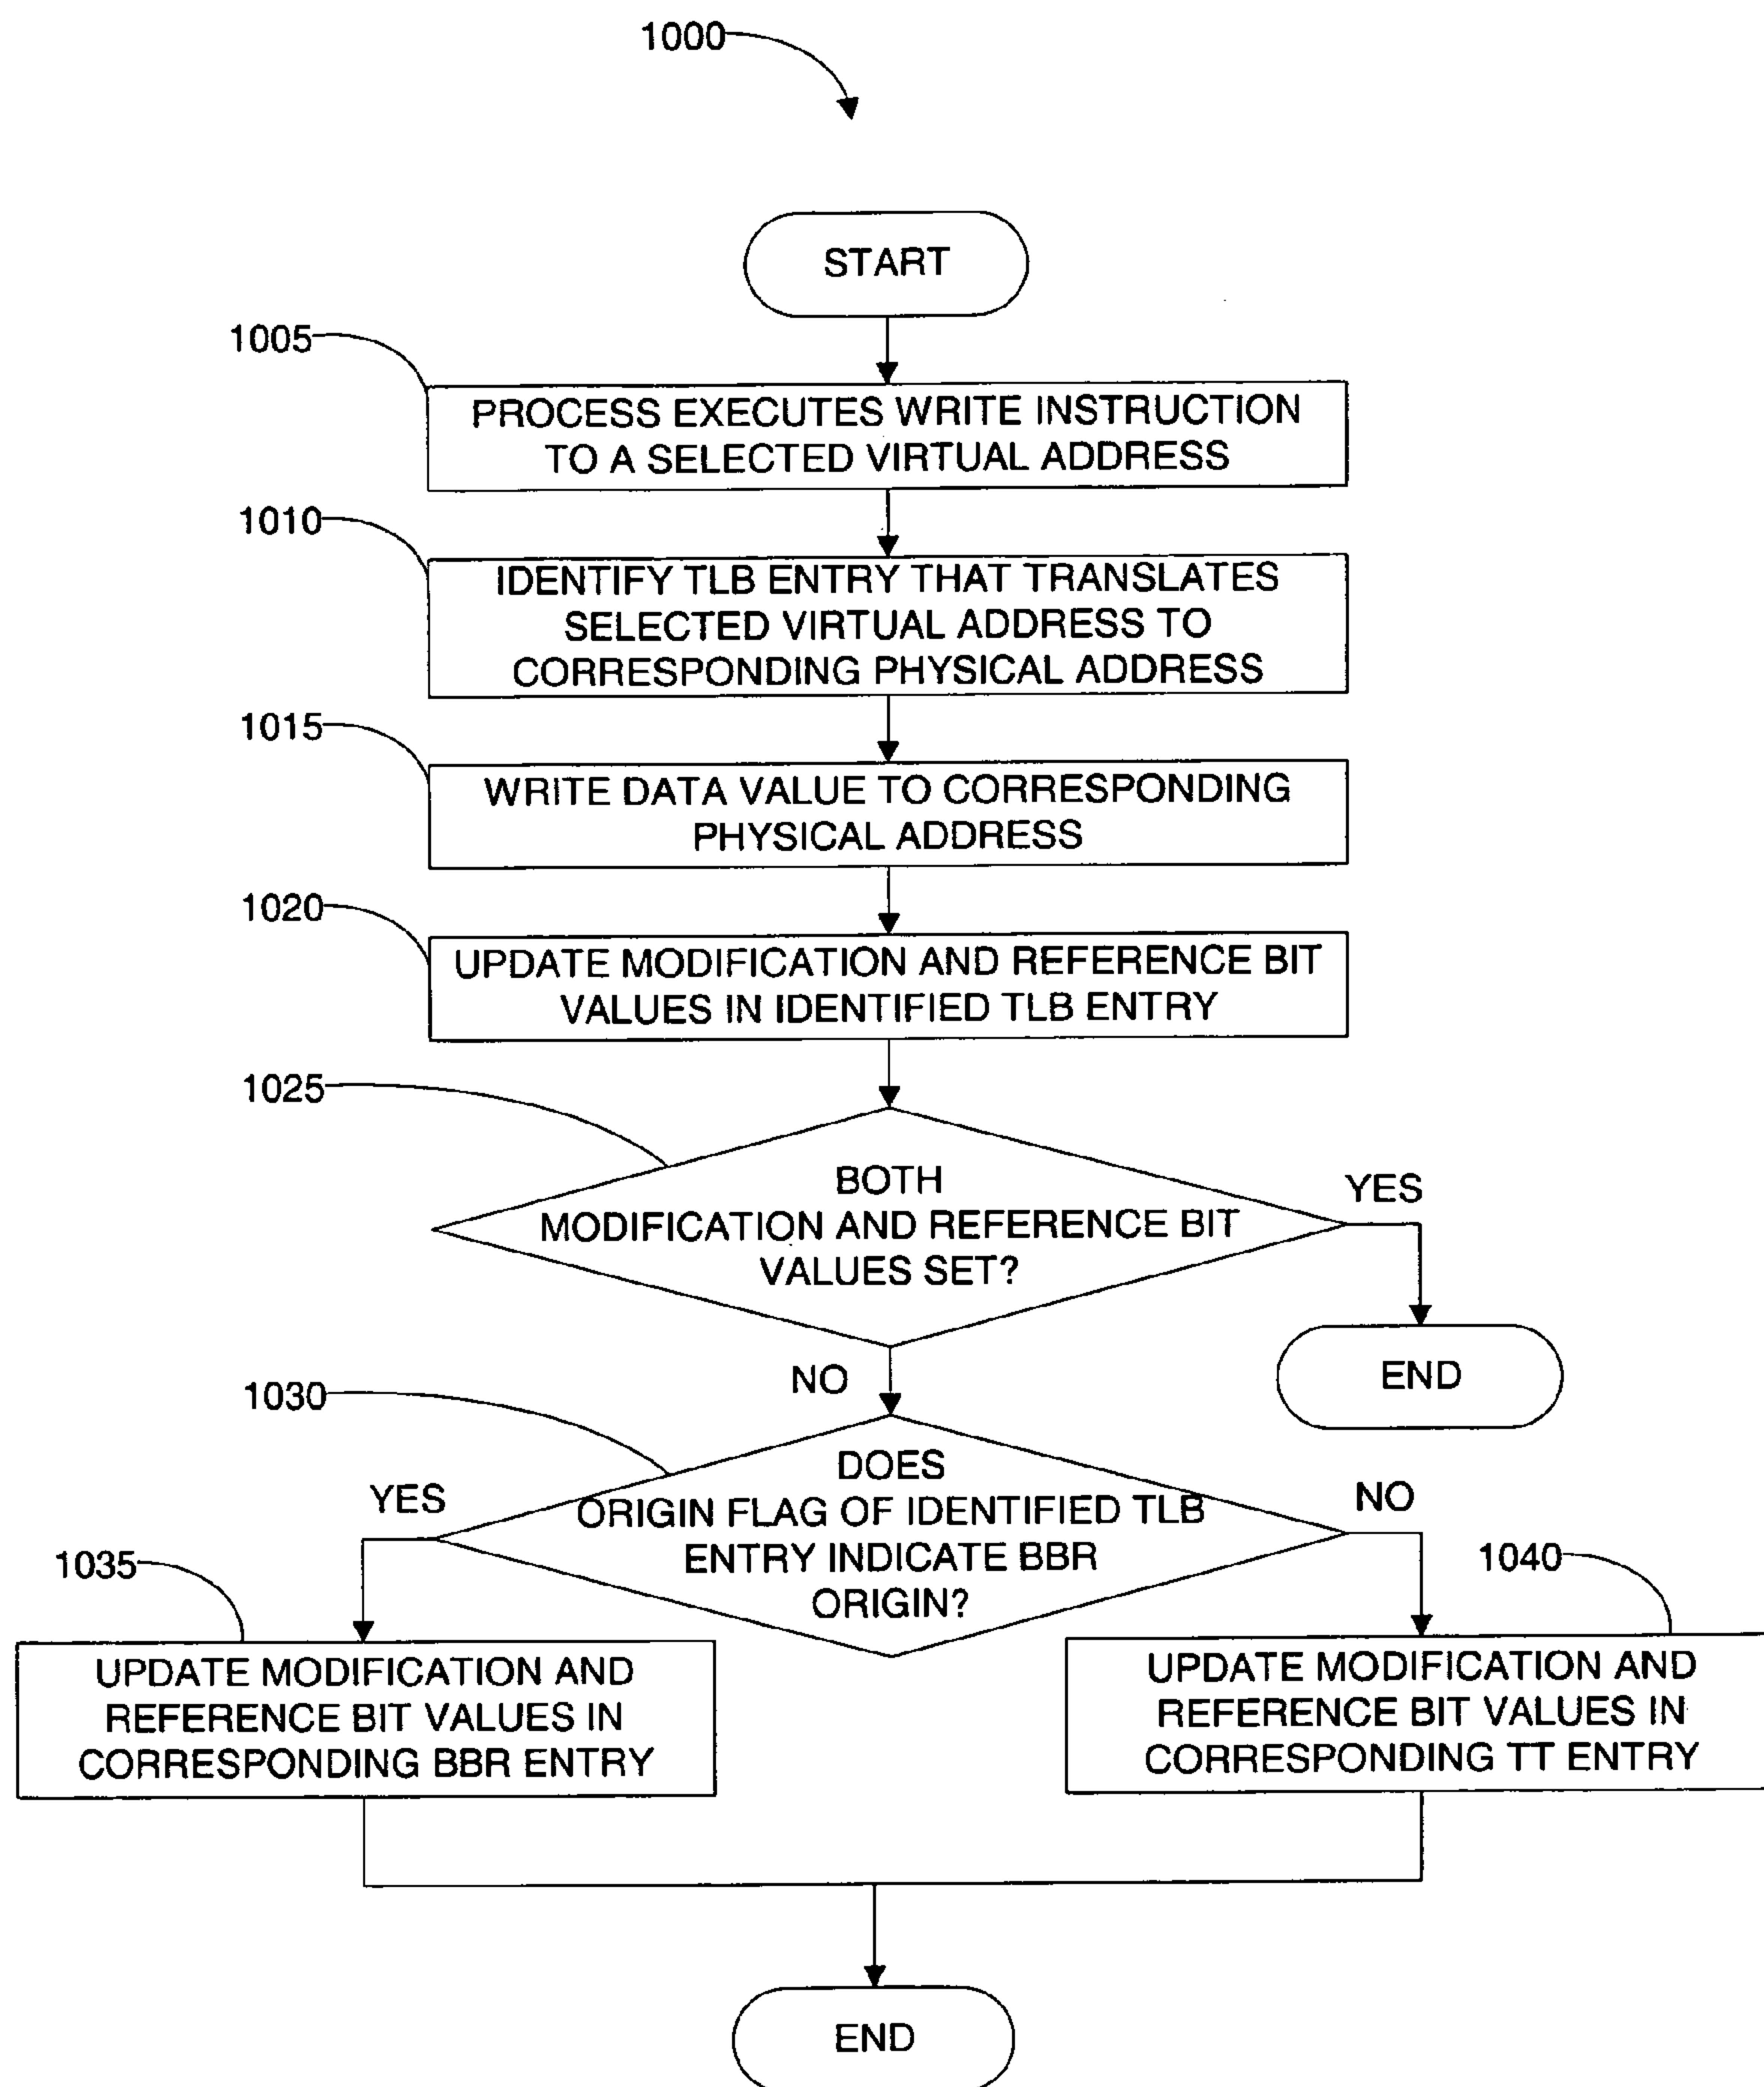 1000
START
1005
PROCESS EXECUTES WRITE INSTRUCTION
TO A SELECTED VIRTUAL ADDRESS
1010
IDENTIFY TLB ENTRY THAT TRANSLATES
SELECTED VIRTUAL ADDRESS TO
CORRESPONDING PHYSICAL ADDRESS
1015
WRITE DATA VALUE TO CORRESPONDING
PHYSICAL ADDRESS
1020
UPDATE MODIFICATION AND REFERENCE BIT
VALUES IN IDENTIFIED TLB ENTRY
1025
BOTH
MODIFICATION AND REFERENCE BIT
VALUES SET?
YES
END
NO
1030
DOES
ORIGIN FLAG OF IDENTIFIED TLB
ENTRY INDICATE BBR
ORIGIN?
YES
NO
1035
UPDATE MODIFICATION AND
REFERENCE BIT VALUES IN
CORRESPONDING BBR ENTRY
1040
UPDATE MODIFICATION AND
REFERENCE BIT VALUES IN
CORRESPONDING TT ENTRY
END